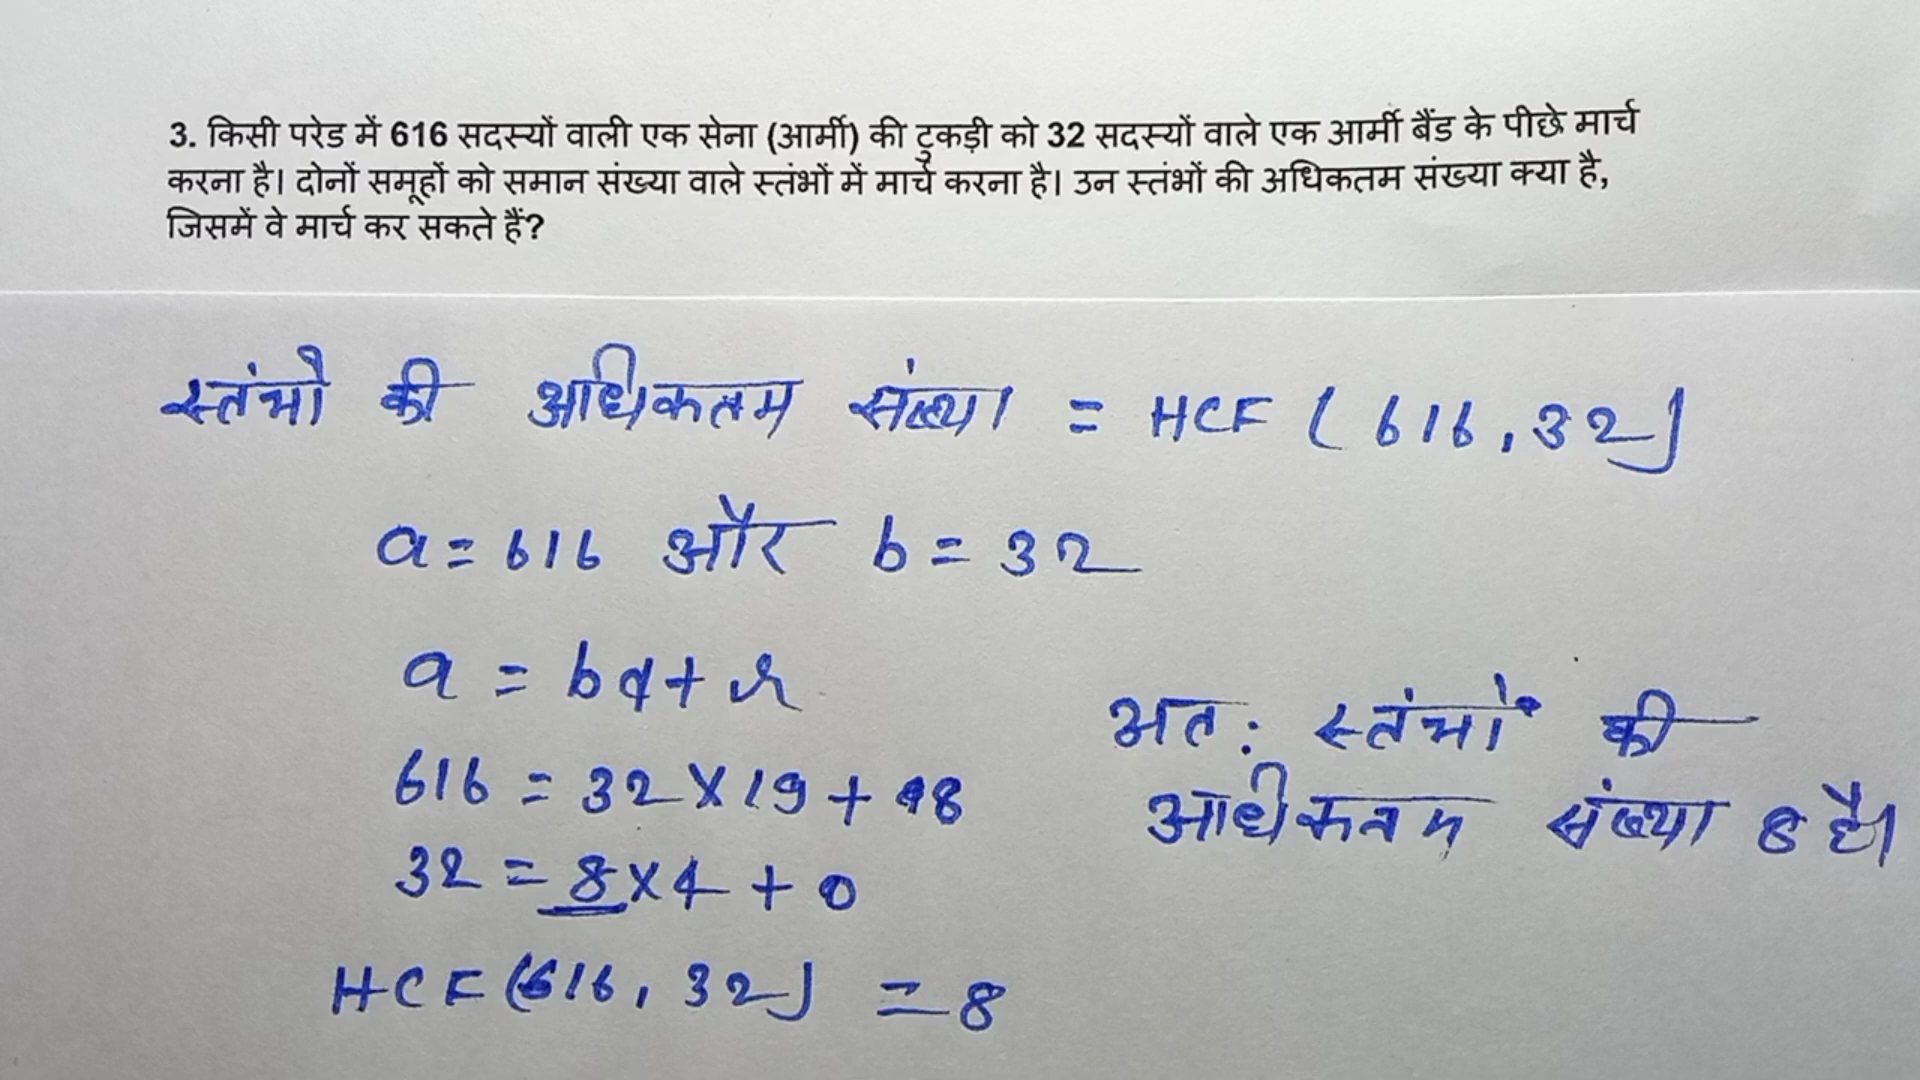 3. किसी परेड में 616 सदस्यों वाली एक सेना (आर्मी) की टुकड़ी को 32 सदस्यों वाले एक आर्मी बैंड के पीछे मार्च
करना है। दोनों समूहों को समान संख्या वाले स्तंभों में मार्च करना है। उन स्तंभों की अधिकतम संख्या क्या है,
जिसमें वे मार्च कर सकते हैं?
स्तंभो की अधिकतम संख्या = HCF (616, 32)
a = 616 और b = 32
a = bq + r
616 = 32 X 19 + 8
32 = 8 X 4 + 0
HCF (616, 32) = 8
अत: स्तंभों की
अधिकतम संख्या 8 है।